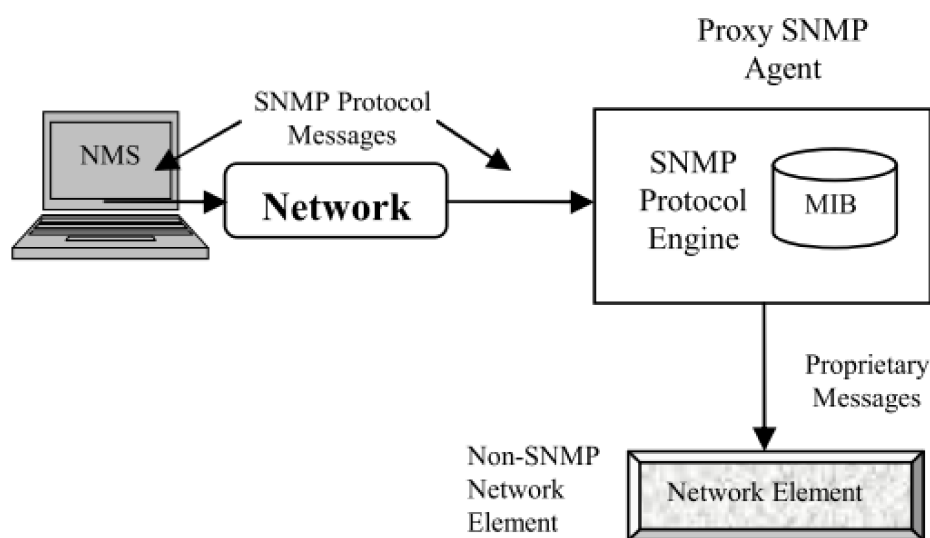 Proxy SNMP
Agent
SNMP Protocol
Messages
NMS
Network
SNMP
Protocol
Engine
MIB
Proprietary
Messages
Non-SNMP
Network
Element
Network Element